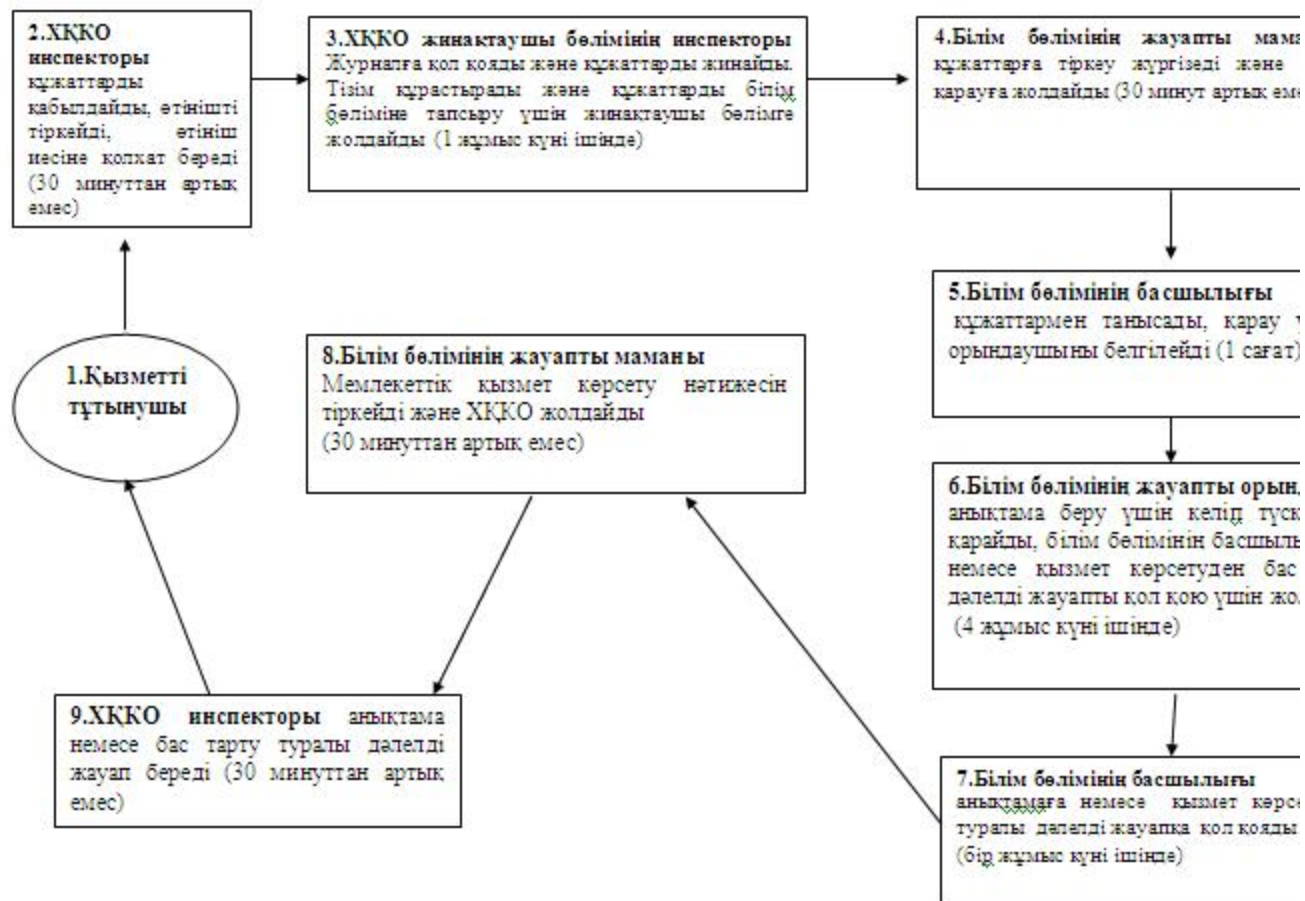 1.Қызметті
тұтынушы
2.ХҚКО
инспекторы
құжаттарды
қабылдайды, өтінішті
тіркейді, өтініш
иесіне қолхат береді
(30 минуттан артық
емес)
3.ХҚКО жинақтаушы бөлімінің инспекторы
Журналға қол қояды және құжаттарды жинайды.
Тізім құрастырады және құжаттарды білім
бөліміне тапсыру үшін жинақтаушы бөлімге
жолдайды (1 жұмыс күні ішінде)
4.Білім бөлімінің жауапты
құжаттарға тіркеу жүргізеді және
қарауға жолдайды (30 минут артық
5.Білім бөлімінің басшылығы
құжаттармен танысады, қарау
орындаушыны белгілейді (1 сағат)
6.Білім бөлімінің жауапты
анықтама беру үшін келіп
қарайды, білім бөлімінің
немесе қызмет көрсетуден бас
дәлелді жауапты қол қою үшін
(4 жұмыс күні ішінде)
7.Білім бөлімінің басшылығы
анықтамаға немесе қызмет
туралы дәлелді жауапқа қол қояды
(бір жұмыс күні ішінде)
8.Білім бөлімінің жауапты маманы
Мемлекеттік қызмет көрсету нәтижесін
тіркейді және ХҚКО жолдайды
(30 минуттан артық емес)
9.ХҚКО инспекторы анықтама
немесе бас тарту туралы дәлелді
жауап береді (30 минуттан артық
емес)